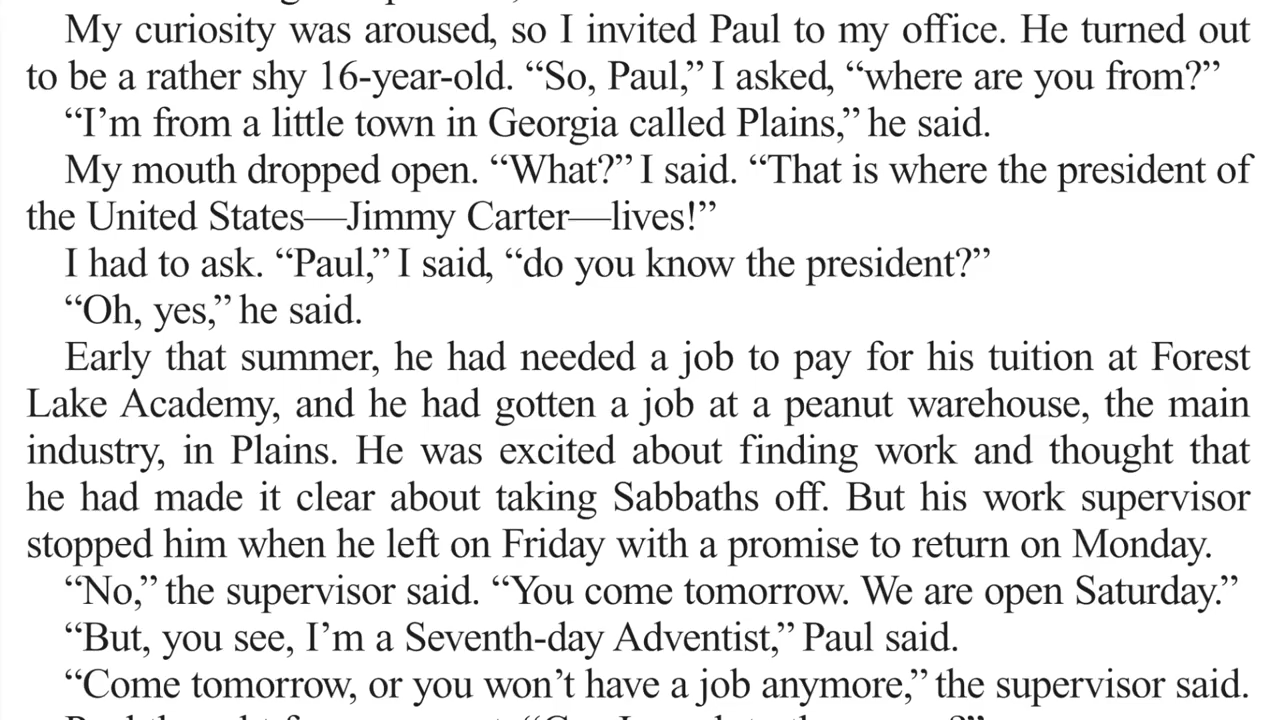 My curiosity was aroused, so I invited Paul to my office. He turned out
to be a rather shy 16-year-old. “So, Paul,” I asked, “where are you from?”
“I’m from a little town in Georgia called Plains,” he said.
My mouth dropped open. “What?” I said. “That is where the president of
the United States—Jimmy Carter—lives!”
I had to ask. “Paul,” I said, “do you know the president?”
“Oh, yes,” he said.
Early that summer, he had needed a job to pay for his tuition at Forest
Lake Academy, and he had gotten a job at a peanut warehouse, the main
industry, in Plains. He was excited about finding work and thought that
he had made it clear about taking Sabbaths off. But his work supervisor
stopped him when he left on Friday with a promise to return on Monday.
“No,” the supervisor said. “You come tomorrow. We are open Saturday.”
“But, you see, I’m a Seventh-day Adventist,” Paul said.
“Come tomorrow, or you won’t have a job anymore,” the supervisor said.